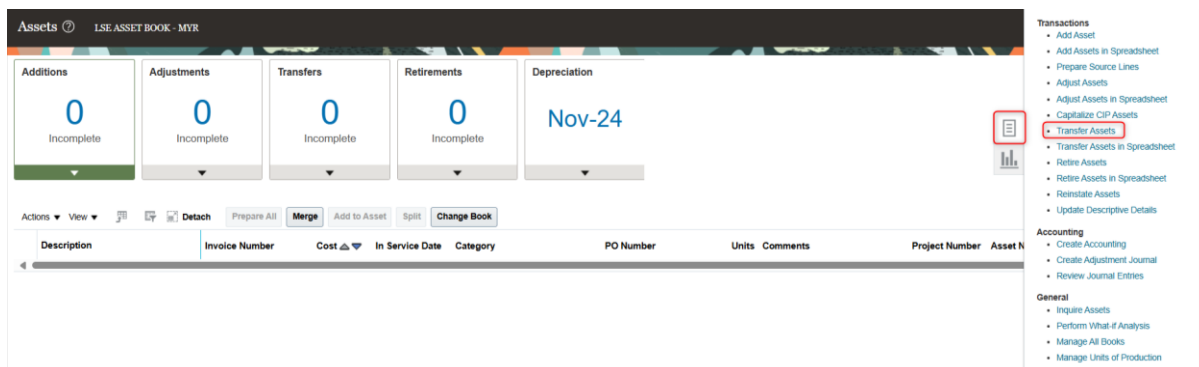 Assets LSE ASSET BOOK - MYR
Additions
0
Incomplete
Adjustments
0
Incomplete
Transfers
0
Incomplete
Retirements
0
Incomplete
Depreciation
Nov-24
Actions View Detach Prepare All Merge Add to Asset Split Change Book
Description Invoice Number Cost In Service Date Category PO Number Units Comments Project Number Asset N
Transactions
• Add Asset
• Add Assets in Spreadsheet
• Prepare Source Lines
• Adjust Assets
• Adjust Assets in Spreadsheet
• Capitalize CIP Assets
• Transfer Assets
• Transfer Assets in Spreadsheet
• Retire Assets
• Retire Assets in Spreadsheet
• Reinstate Assets
• Update Descriptive Details
Accounting
• Create Accounting
• Create Adjustment Journal
• Review Journal Entries
General
• Inquire Assets
• Perform What-if Analysis
• Manage All Books
• Manage Units of Production